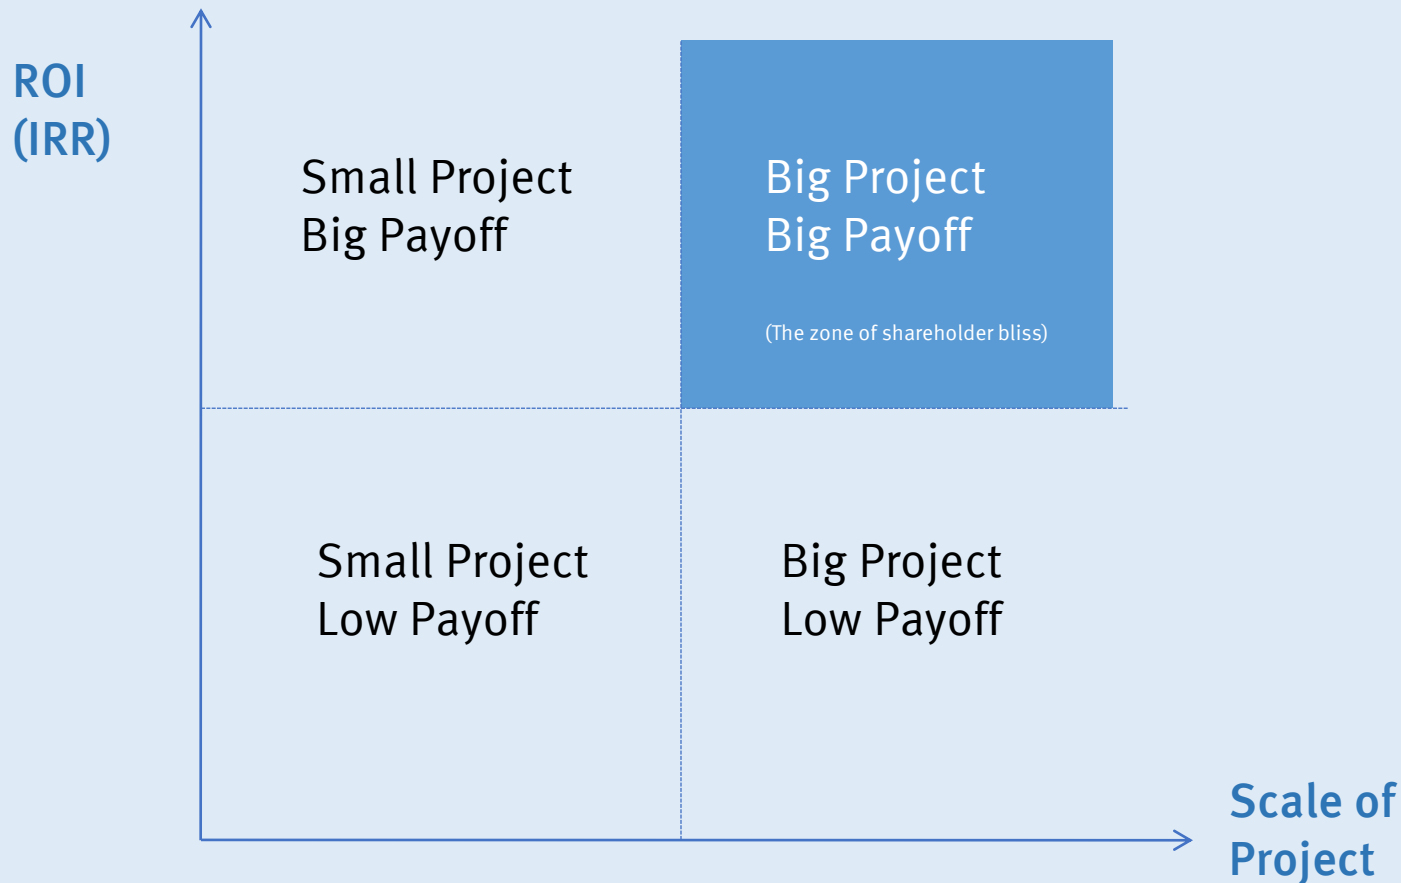 ROI
(IRR)
Small Project
Big Payoff
Big Project
Big Payoff
(The zone of shareholder bliss)
Small Project
Low Payoff
Big Project
Low Payoff
Scale of
Project